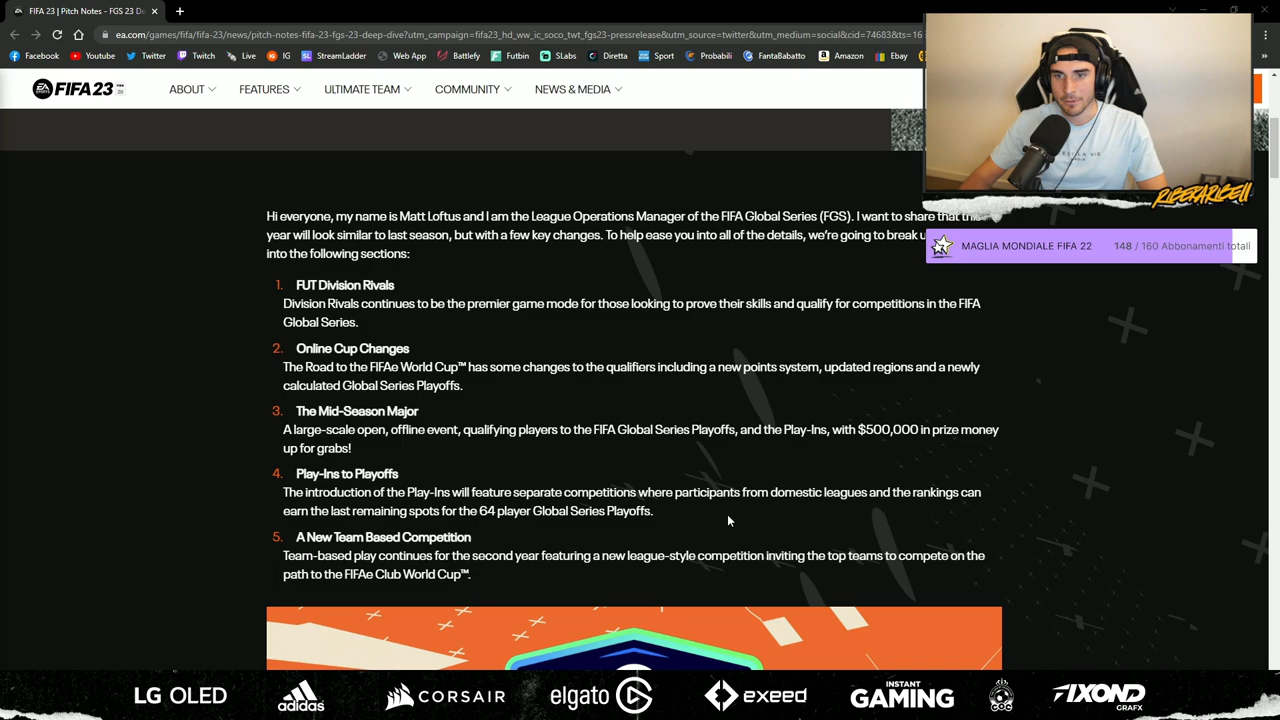 FIFA 23 | Pitch Notes - FGS 23 De
ea.com/games/fifa/fifa-23/news/pitch-notes-fifa-23-fgs-23-deep-dive?utm_campaign=fifa23_hd_ww_ic_soco_twt_fgs23-pressrelease&utm_source=twitter&utm_medium=social&cid=74683&ts=16
Facebook Youtube Twitter Twitch Live IG StreamLadder Web App Battlefy Futbin SLabs Diretta Sport Probabili FantaBabatto Amazon Ebay
EA SPORTS FIFA 23 ABOUT FEATURES ULTIMATE TEAM COMMUNITY NEWS & MEDIA
RIBERARIBELL
MAGLIA MONDIALE FIFA 22 148 / 160 Abbonamenti totali
Hi everyone, my name is Matt Loftus and I am the League Operations Manager of the FIFA Global Series (FGS). I want to share that
year will look similar to last season, but with a few key changes. To help ease you into all of the details, we're going to break
into the following sections:
1. FUT Division Rivals
Division Rivals continues to be the premier game mode for those looking to prove their skills and qualify for competitions in the FIFA
Global Series.
2. Online Cup Changes
The Road to the FIFAe World Cup™ has some changes to the qualifiers including a new points system, updated regions and a newly
calculated Global Series Playoffs.
3. The Mid-Season Major
A large-scale open, offline event, qualifying players to the FIFA Global Series Playoffs, and the Play-Ins, with $500,000 in prize money
up for grabs!
4. Play-Ins to Playoffs
The introduction of the Play-Ins will feature separate competitions where participants from domestic leagues and the rankings can
earn the last remaining spots for the 64 player Global Series Playoffs.
5. A New Team Based Competition
Team-based play continues for the second year featuring a new league-style competition inviting the top teams to compete on the
path to the FIFAe Club World Cup™.
LG OLED adidas CORSAIR elgato exeed INSTANT GAMING FIXOND GRAFX